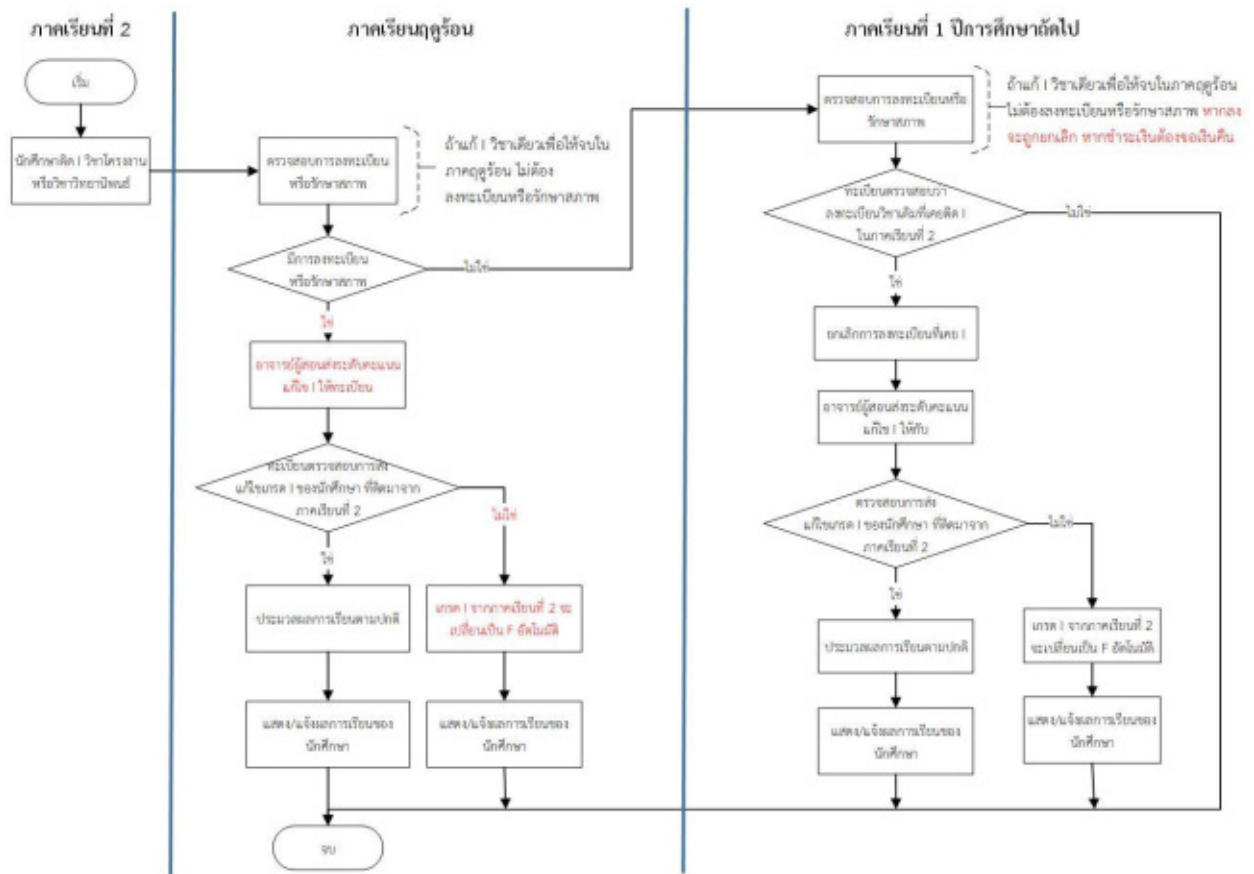 ภาคเรียนที่ 2
เริ่ม
นักศึกษาติด I วิชาโครงงาน
หรือวิชาวิทยานิพนธ์
ภาคเรียนฤดูร้อน
ตรวจสอบการลงทะเบียน
หรือรักษาสภาพ
ถ้าแก้ I วิชาเดียวเพื่อให้จบใน
ภาคฤดูร้อน ไม่ต้อง
ลงทะเบียนหรือรักษาสภาพ
มีการลงทะเบียน
หรือรักษาสภาพ
ไม่ใช่
ใช่
อาจารย์ผู้สอนส่งระดับคะแนน
แก้ไข I ให้ทะเบียน
ทะเบียนตรวจสอบการส่ง
แก้ไขเกรด I ของนักศึกษา ที่ติดมาจาก
ภาคเรียนที่ 2
ไม่ใช่
ใช่
ประมวลผลการเรียนตามปกติ
เกรด I จากภาคเรียนที่ 2 จะ
เปลี่ยนเป็น F อัตโนมัติ
แสดง/แจ้งผลการเรียนของ
นักศึกษา
แสดง/แจ้งผลการเรียนของ
นักศึกษา
จบ
ภาคเรียนที่ 1 ปีการศึกษาถัดไป
ตรวจสอบการลงทะเบียนหรือ
รักษาสภาพ
ถ้าแก้ I วิชาเดียวเพื่อให้จบในภาคฤดูร้อน
ไม่ต้องลงทะเบียนหรือรักษาสภาพ หากลง
จะถูกยกเลิก หากชำระเงินต้องขอเงินคืน
ทะเบียนตรวจสอบว่า
ลงทะเบียนวิชาเดิมที่เคยติด I
ในภาคเรียนที่ 2
ไม่ใช่
ใช่
ยกเลิกการลงทะเบียนที่เคย I
อาจารย์ผู้สอนส่งระดับคะแนน
แก้ไข I ให้กับ
ตรวจสอบการส่ง
แก้ไขเกรด I ของนักศึกษา ที่ติดมาจาก
ภาคเรียนที่ 2
ไม่ใช่
ใช่
ประมวลผลการเรียนตามปกติ
เกรด I จากภาคเรียนที่ 2
จะเปลี่ยนเป็น F อัตโนมัติ
แสดง/แจ้งผลการเรียนของ
นักศึกษา
แสดง/แจ้งผลการเรียนของ
นักศึกษา